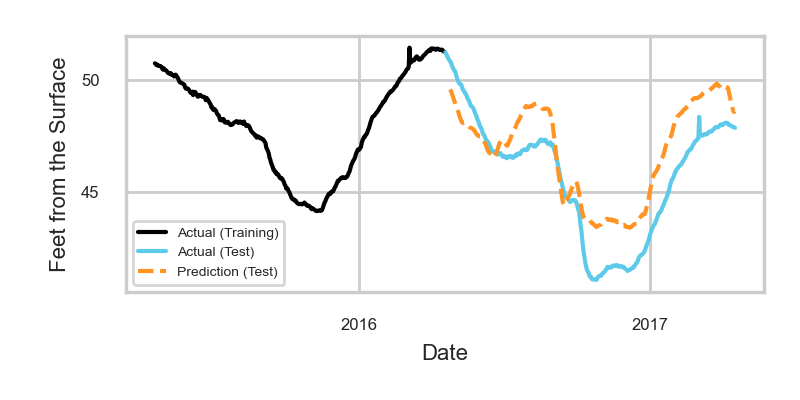 Feet from the Surface
50
45
Actual (Training)
Actual (Test)
Prediction (Test)
2016
2017
Date